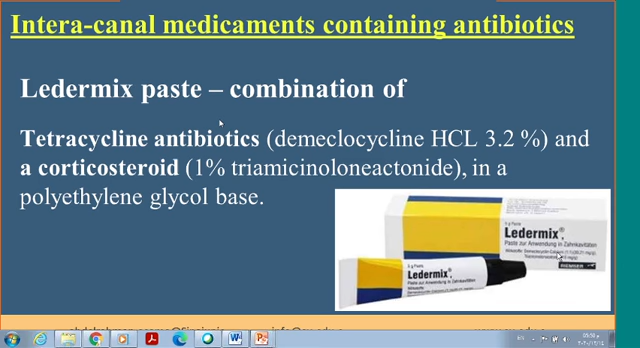 Intera-canal medicaments containing antibiotics
Ledermix paste – combination of
Tetracycline antibiotics (demeclocycline HCL 3.2 %) and
a corticosteroid (1% triamicinoloneactonide), in a
polyethylene glycol base.
Ledermix®
Paste zur Anwendung in Zahnkavitäten
RIEMSER
Ledermix®